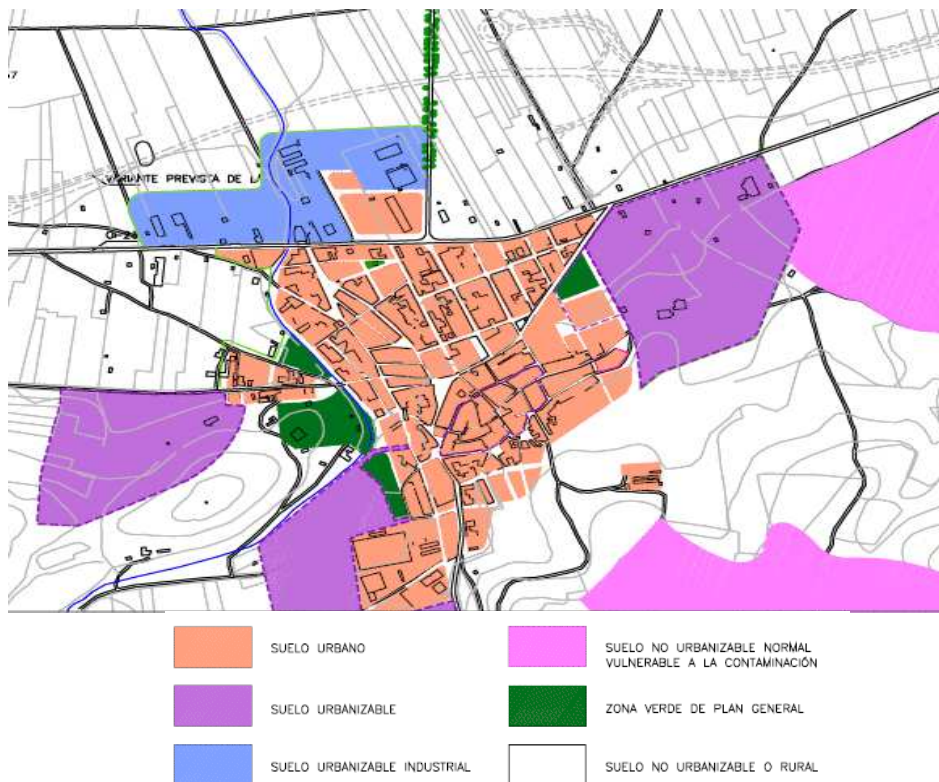 VARIANTE PREVISTA DE LA
SUELO URBANO
SUELO URBANIZABLE
SUELO URBANIZABLE INDUSTRIAL
SUELO NO URBANIZABLE NORMAL
VULNERABLE A LA CONTAMINACIÓN
ZONA VERDE DE PLAN GENERAL
SUELO NO URBANIZABLE O RURAL